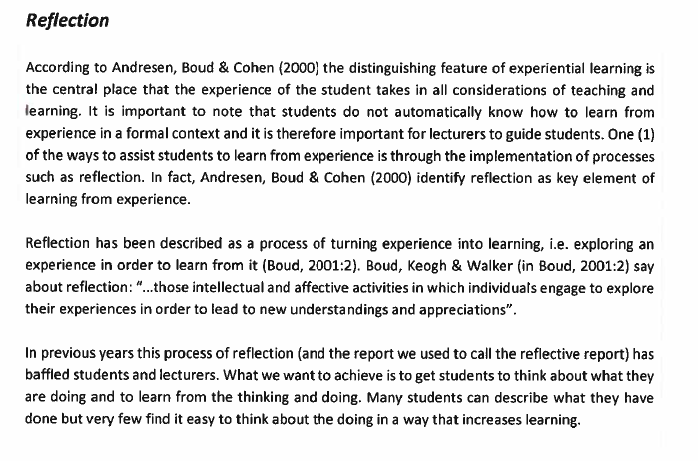 Reflection
According to Andresen, Boud & Cohen (2000) the distinguishing feature of experiential learning is
the central place that the experience of the student takes in all considerations of teaching and
learning. It is important to note that students do not automatically know how to learn from
experience in a formal context and it is therefore important for lecturers to guide students. One (1)
of the ways to assist students to learn from experience is through the implementation of processes
such as reflection. In fact, Andresen, Boud & Cohen (2000) identify reflection as key element of
learning from experience.
Reflection has been described as a process of turning experience into learning, i.e. exploring an
experience in order to learn from it (Boud, 2001:2). Boud, Keogh & Walker (in Boud, 2001:2) say
about reflection: "...those intellectual and affective activities in which individuals engage to explore
their experiences in order to lead to new understandings and appreciations".
In previous years this process of reflection (and the report we used to call the reflective report) has
baffled students and lecturers. What we want to achieve is to get students to think about what they
are doing and to learn from the thinking and doing. Many students can describe what they have
done but very few find it easy to think about the doing in a way that increases learning.